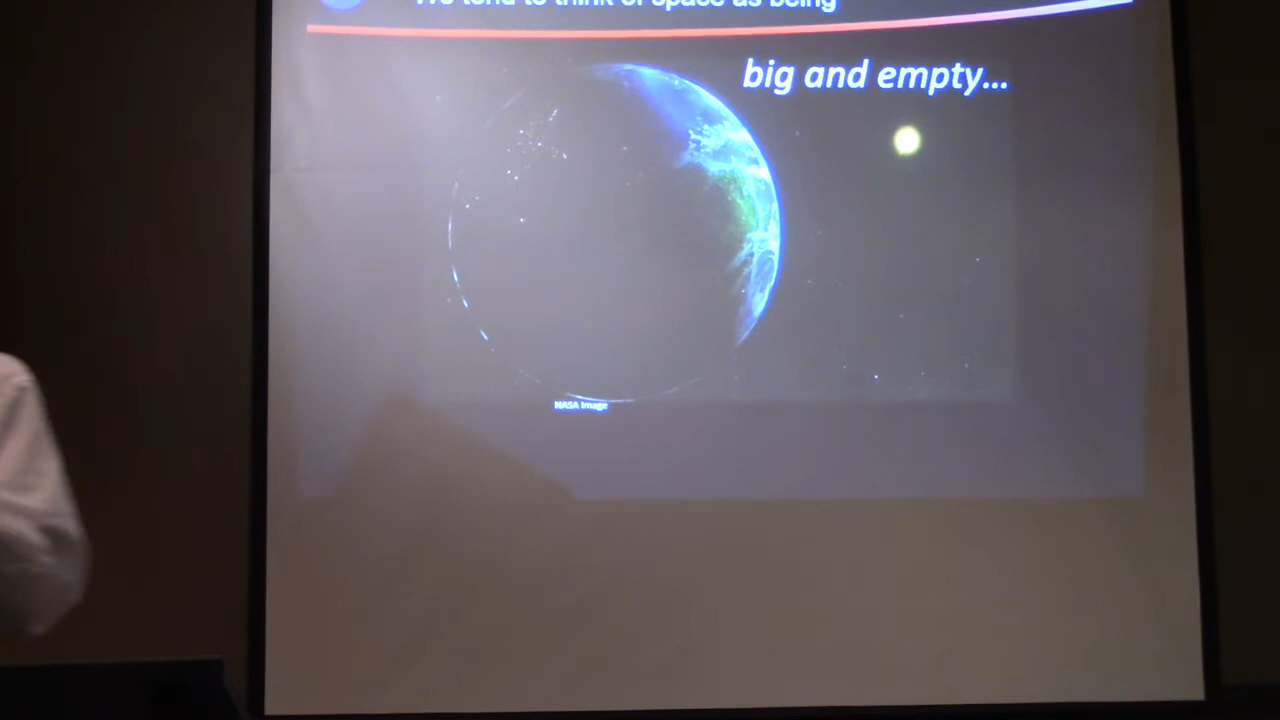 We tend to think of space as being
big and empty...
NASA Image